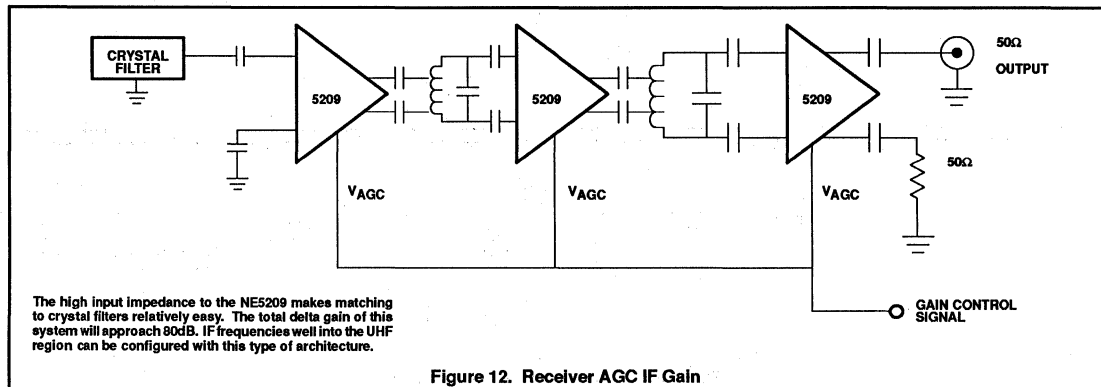 CRYSTAL
FILTER
5209
5209
5209
50Ω
OUTPUT
50Ω
VAGC
VAGC
VAGC
The high input impedance to the NE5209 makes matching
to crystal filters relatively easy. The total delta gain of this
system will approach 80dB. IF frequencies well into the UHF
region can be configured with this type of architecture.
GAIN CONTROL
SIGNAL
Figure 12. Receiver AGC IF Gain